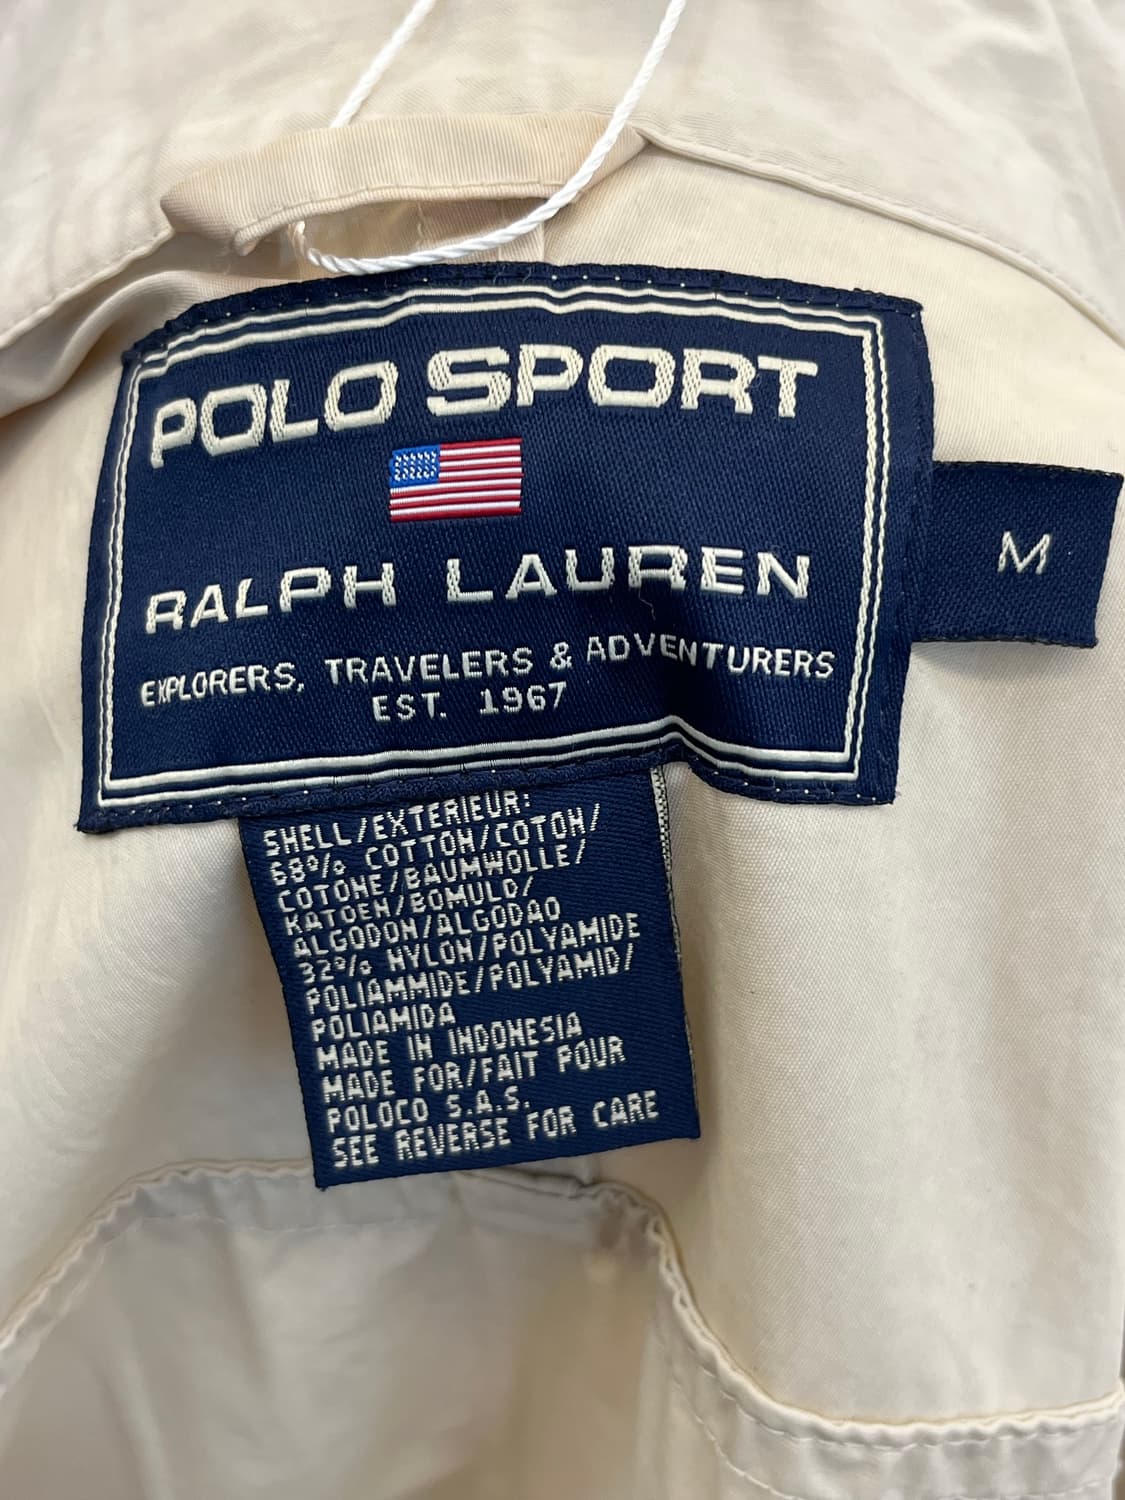 POLO SPORT
RALPH LAUREN
EXPLORERS, TRAVELERS & ADVENTURERS
EST. 1967
M
SHELL/EXTERIEUR:
68% COTTON/COTON/
COTONE/BAUMWOLLE/
KATOEN/BOMULD/
ALGODON/ALGODAO
32% NYLON/POLYAMIDE
POLIAMMIDE/POLYAMID/
POLIAMIDA
MADE IN INDONESIA
MADE FOR/FAIT POUR
POLOCO S.A.S.
SEE REVERSE FOR CARE